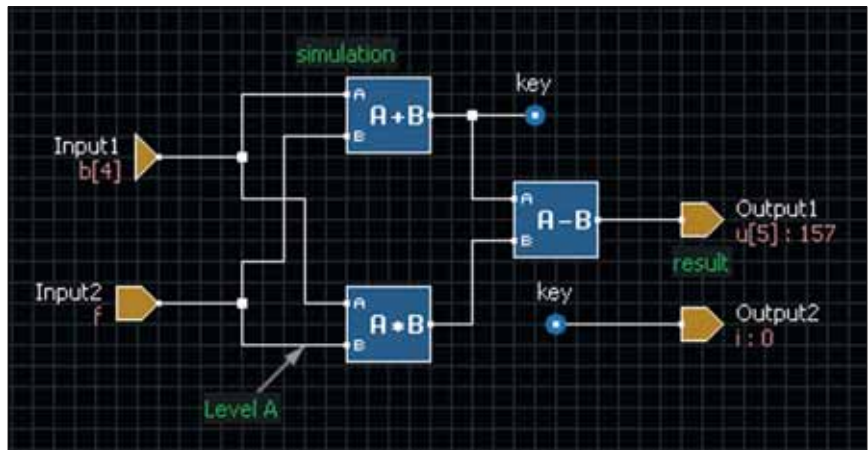 simulation
key
A
A+B
B
Input1
b[4]
A
A-B
B
Output1
u[5] : 157
result
Input2
f
key
A
A*B
B
Output2
i : 0
Level A